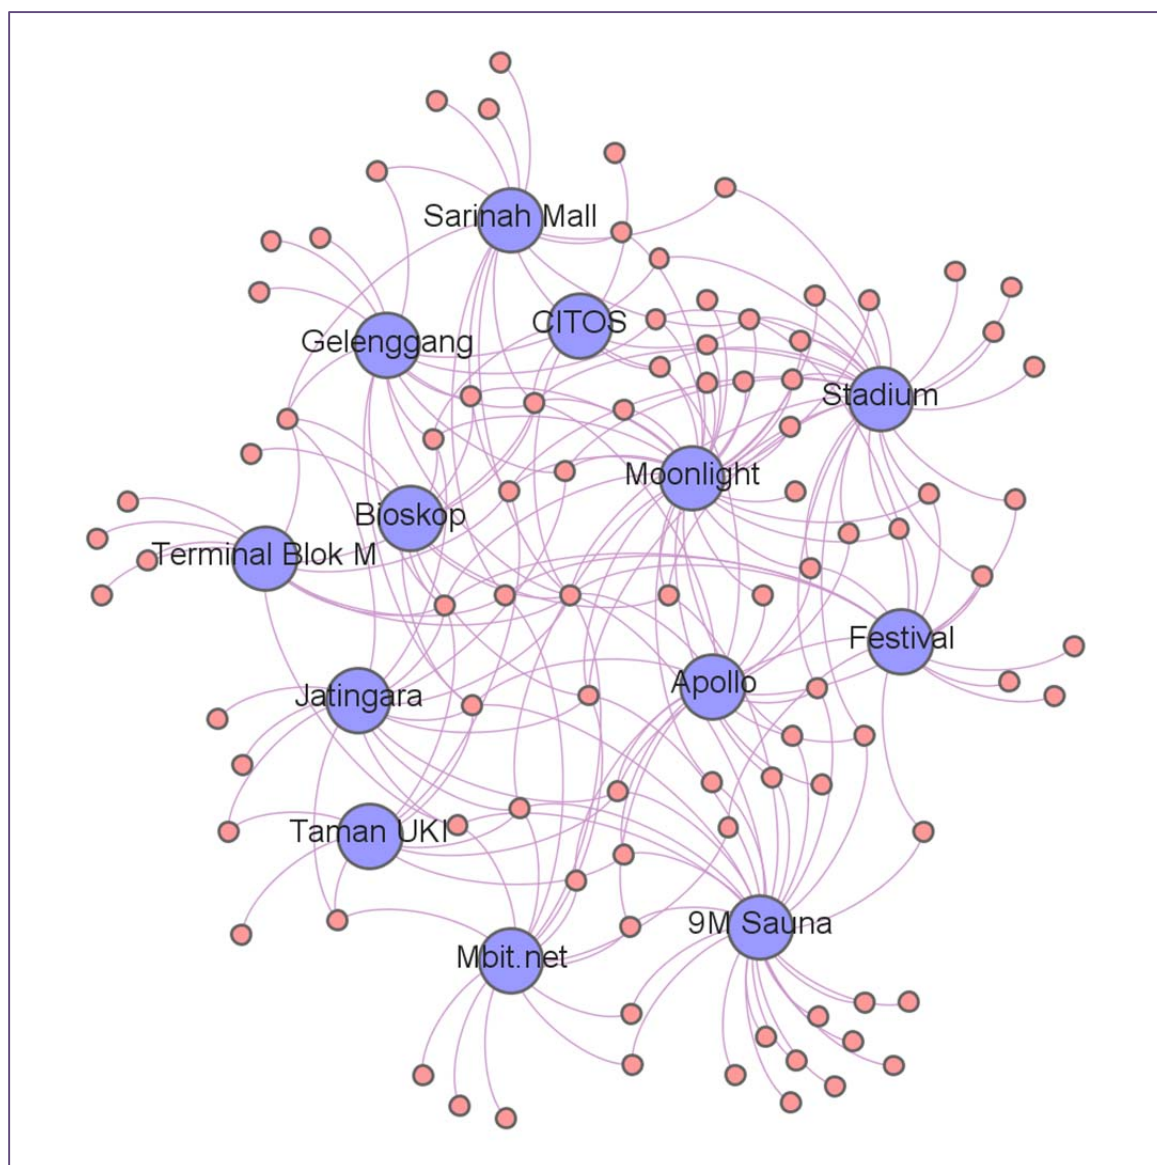 Sarinah Mall
CITOS
Gelenggang
Stadium
Moonlight
Bioskop
Terminal Blok M
Festival
Apollo
Jatingara
Taman UKI
9M Sauna
Mbit.net